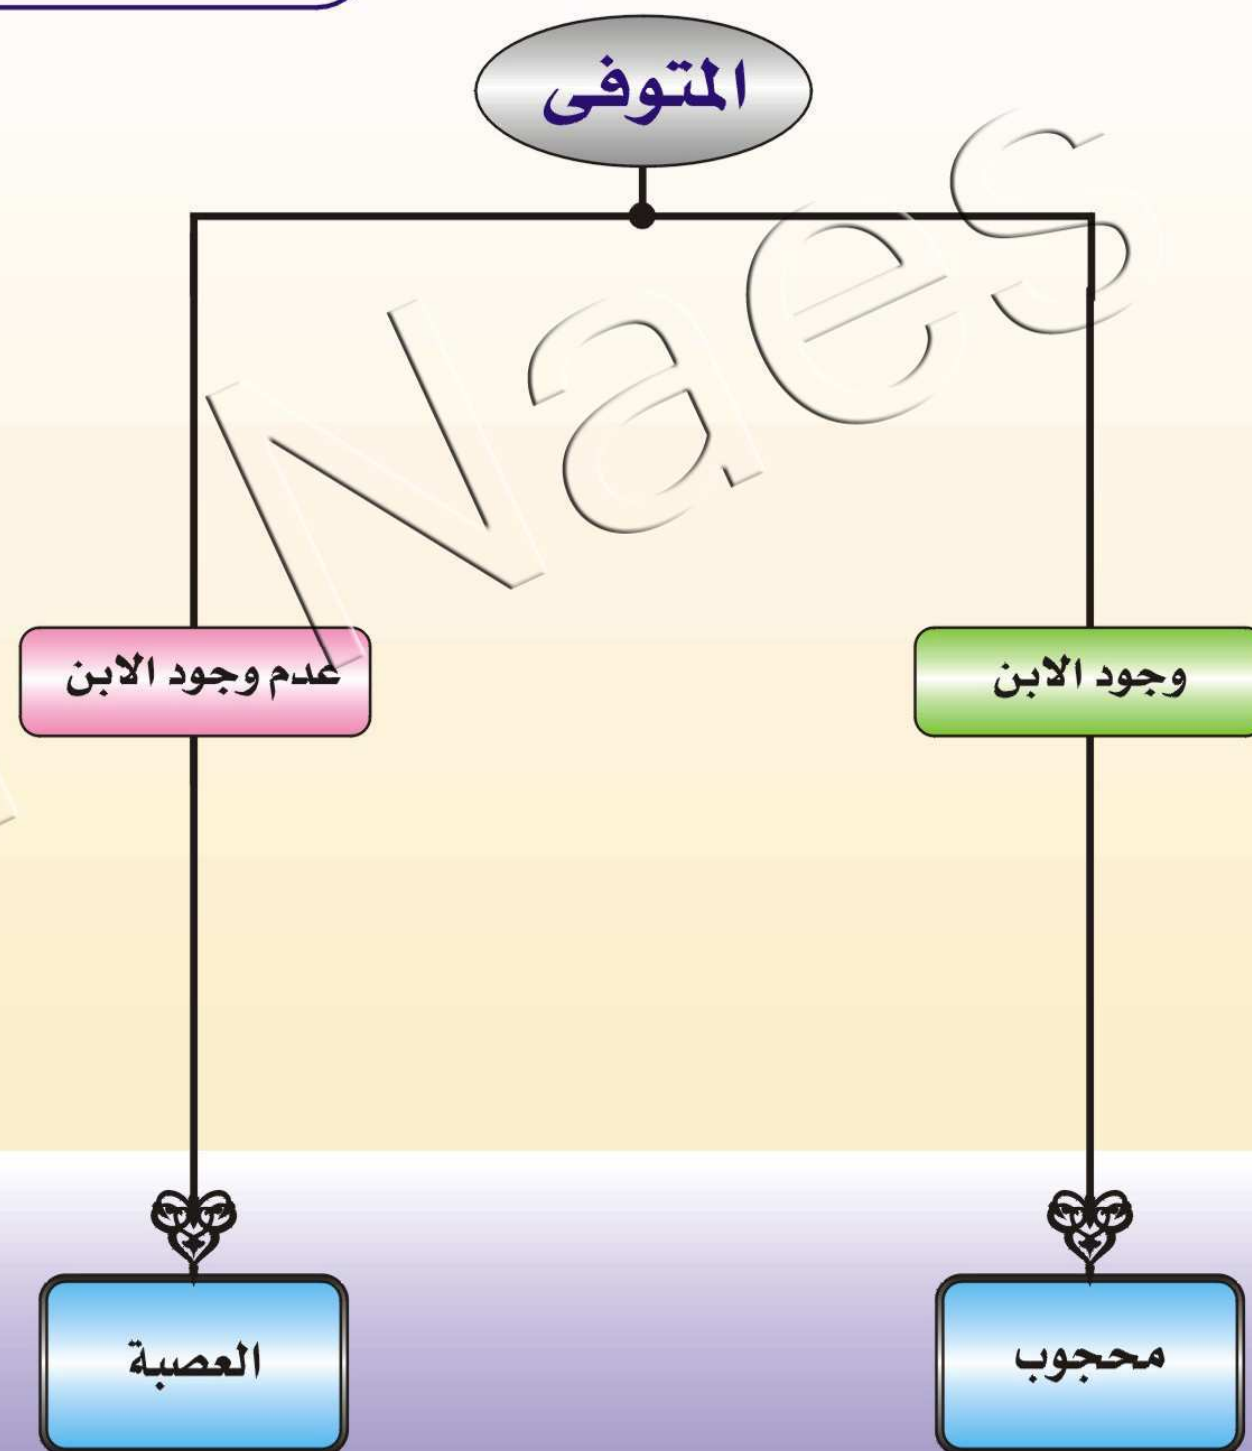 المتوفى
وجود الابن
عدم وجود الابن
محجوب
العصبة
Naes